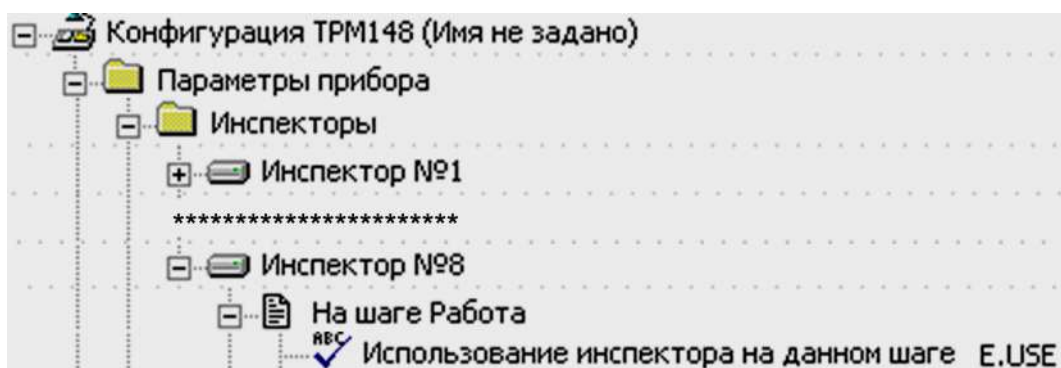 Конфигурация ТРМ148 (Имя не задано)
Параметры прибора
Инспекторы
Инспектор №1
***********************
Инспектор №8
На шаге Работа
ABC Использование инспектора на данном шаге E.USE